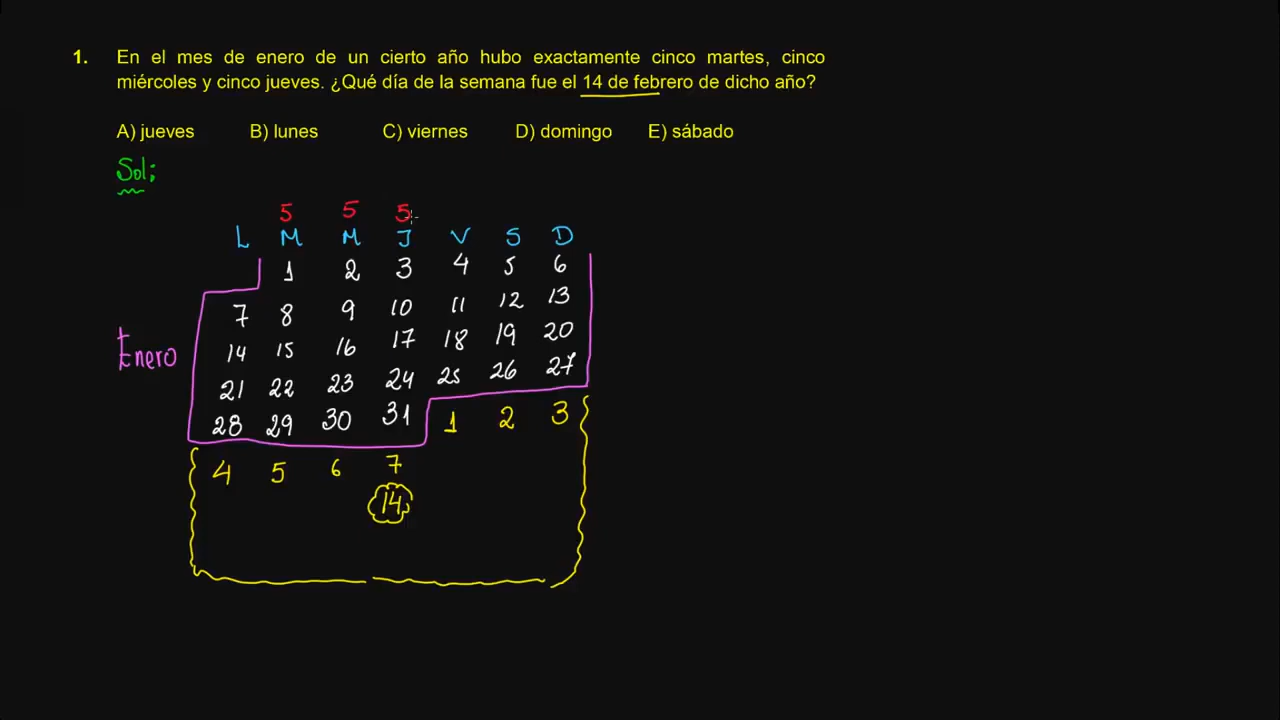 1. En el mes de enero de un cierto año hubo exactamente cinco martes, cinco
miércoles y cinco jueves. ¿Qué día de la semana fue el 14 de febrero de dicho año?
A) jueves B) lunes C) viernes D) domingo E) sábado
Sol:
5 5 5
L M M J V S D
1 2 3 4 5 6
7 8 9 10 11 12 13
Enero
14 15 16 17 18 19 20
21 22 23 24 25 26 27
28 29 30 31 1 2 3
4 5 6 7
14